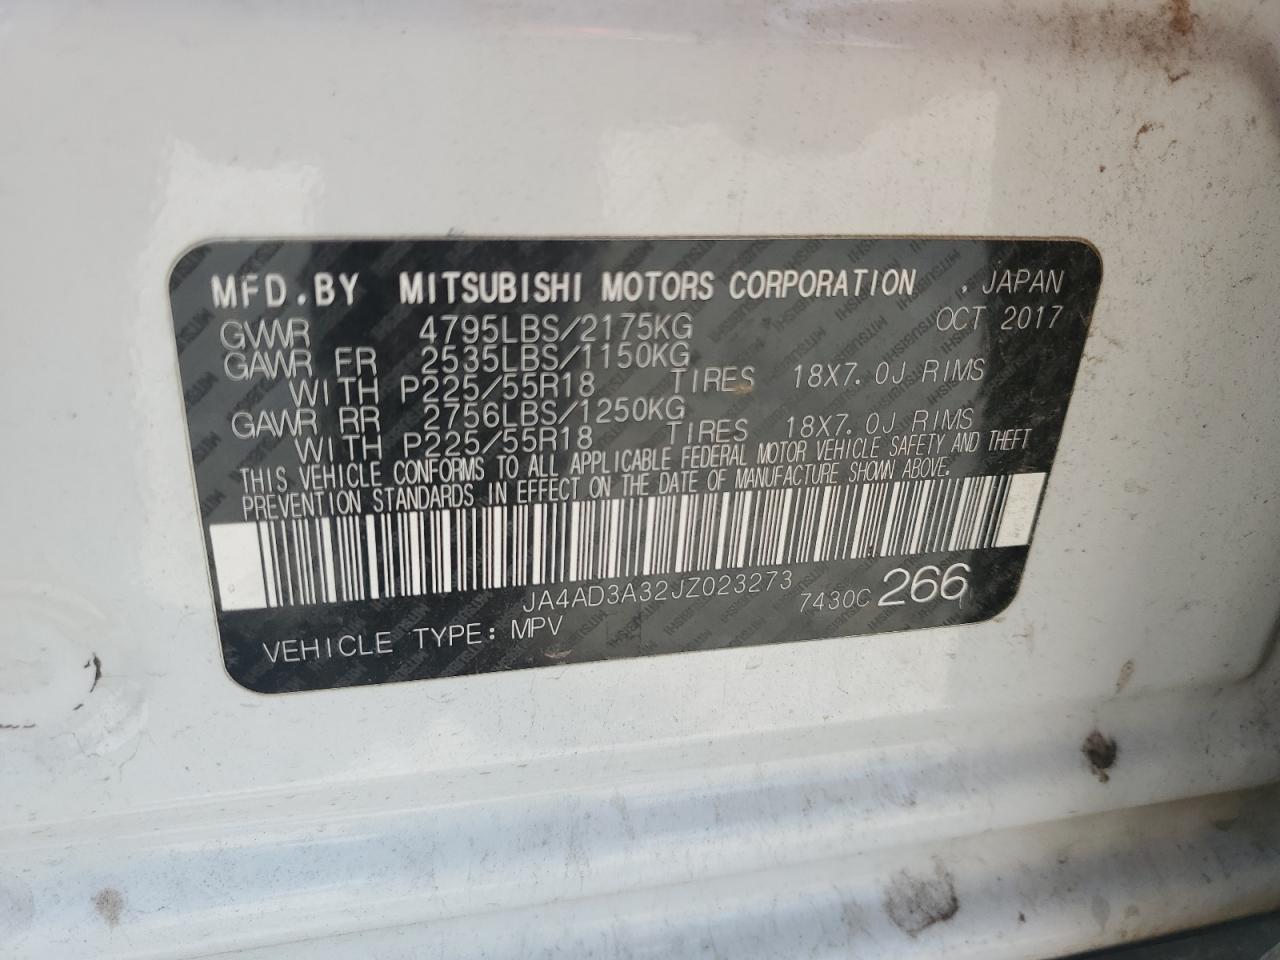 MFD.BY MITSUBISHI MOTORS CORPORATION . JAPAN
GVWR 4795LBS/2175KG OCT 2017
GAWR FR 2535LBS/1150KG
WITH P225/55R18 TIRES 18X7.0J RIMS
GAWR RR 2756LBS/1250KG
WITH P225/55R18 TIRES 18X7.0J RIMS
THIS VEHICLE CONFORMS TO ALL APPLICABLE FEDERAL MOTOR VEHICLE SAFETY AND THEFT
PREVENTION STANDARDS IN EFFECT ON THE DATE OF MANUFACTURE SHOWN ABOVE.
JA4AD3A32JZ023273 7430C 266
VEHICLE TYPE: MPV